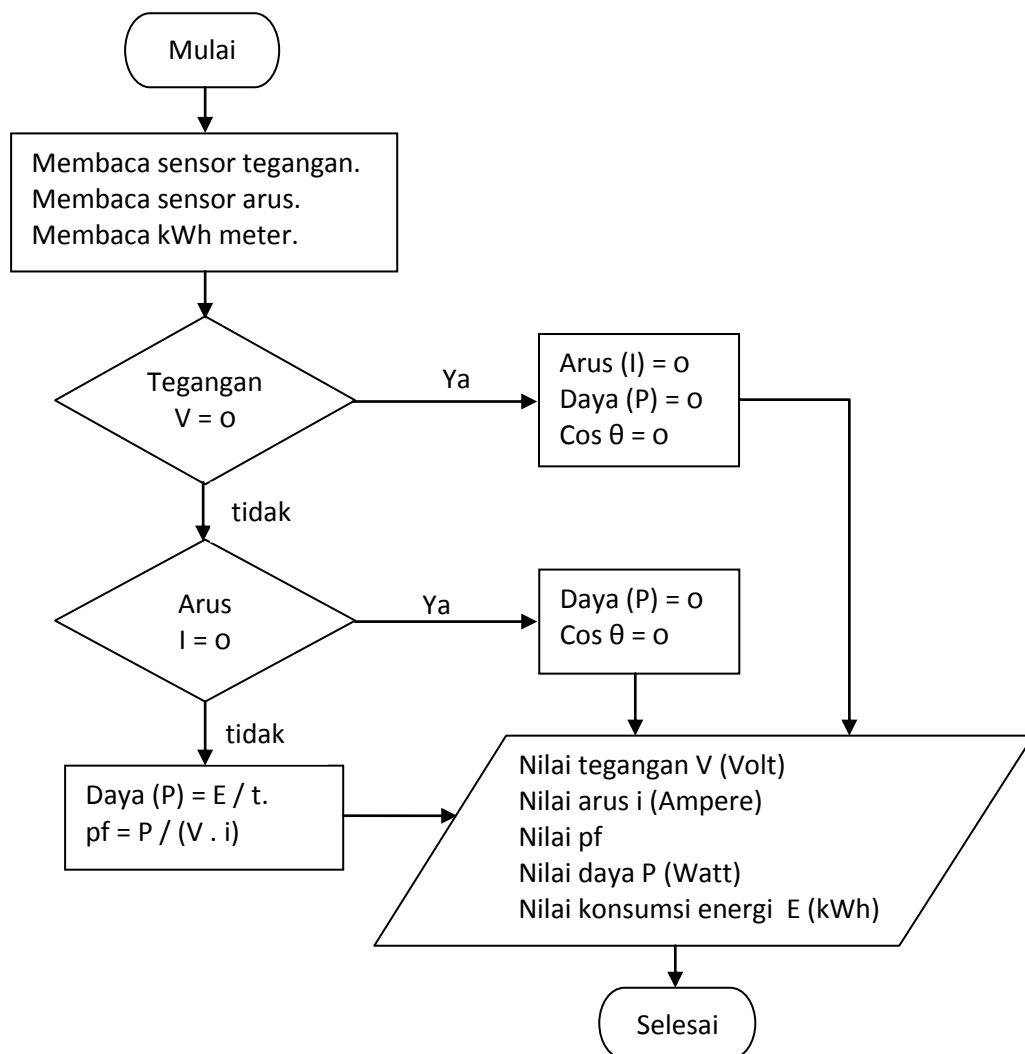 Mulai
Membaca sensor tegangan.
Membaca sensor arus.
Membaca kWh meter.
Tegangan
V = 0
Ya
Arus (I) = 0
Daya (P) = 0
Cos θ = 0
tidak
Arus
I = 0
Ya
Daya (P) = 0
Cos θ = 0
tidak
Daya (P) = E / t.
pf = P / (V . i)
Nilai tegangan V (Volt)
Nilai arus i (Ampere)
Nilai pf
Nilai daya P (Watt)
Nilai konsumsi energi E (kWh)
Selesai